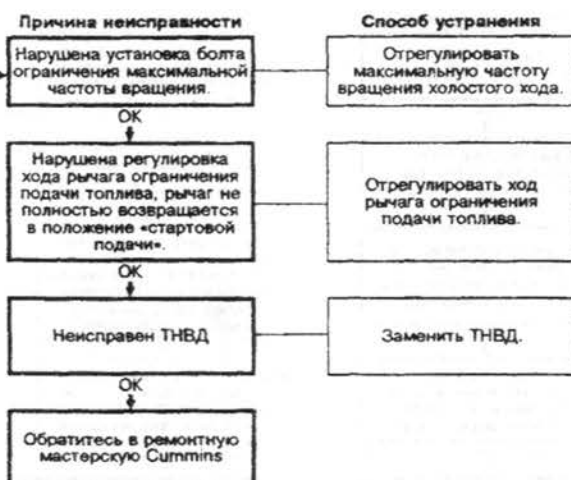 Причина неисправности
Способ устранения
Нарушена установка болта
ограничения максимальной
частоты вращения.
Отрегулировать
максимальную частоту
вращения холостого хода.
ОК
Нарушена регулировка
хода рычага ограничения
подачи топлива, рычаг не
полностью возвращается
в положение «стартовой
подачи».
Отрегулировать ход
рычага ограничения
подачи топлива.
ОК
Неисправен ТНВД
Заменить ТНВД.
ОК
Обратитесь в ремонтную
мастерскую Cummins